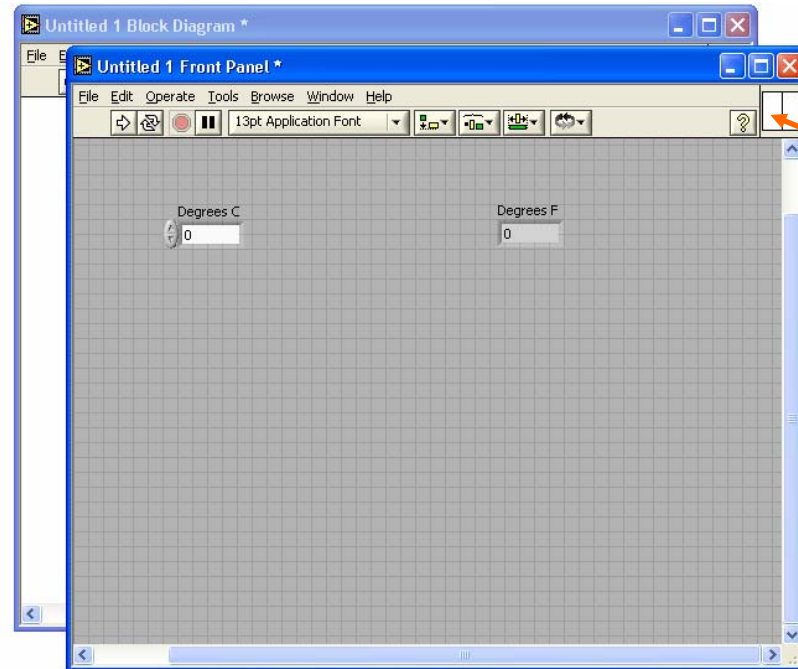 Untitled 1 Block Diagram *
File
Untitled 1 Front Panel *
File Edit Operate Tools Browse Window Help
13pt Application Font
?
Degrees C
Degrees F
0
0